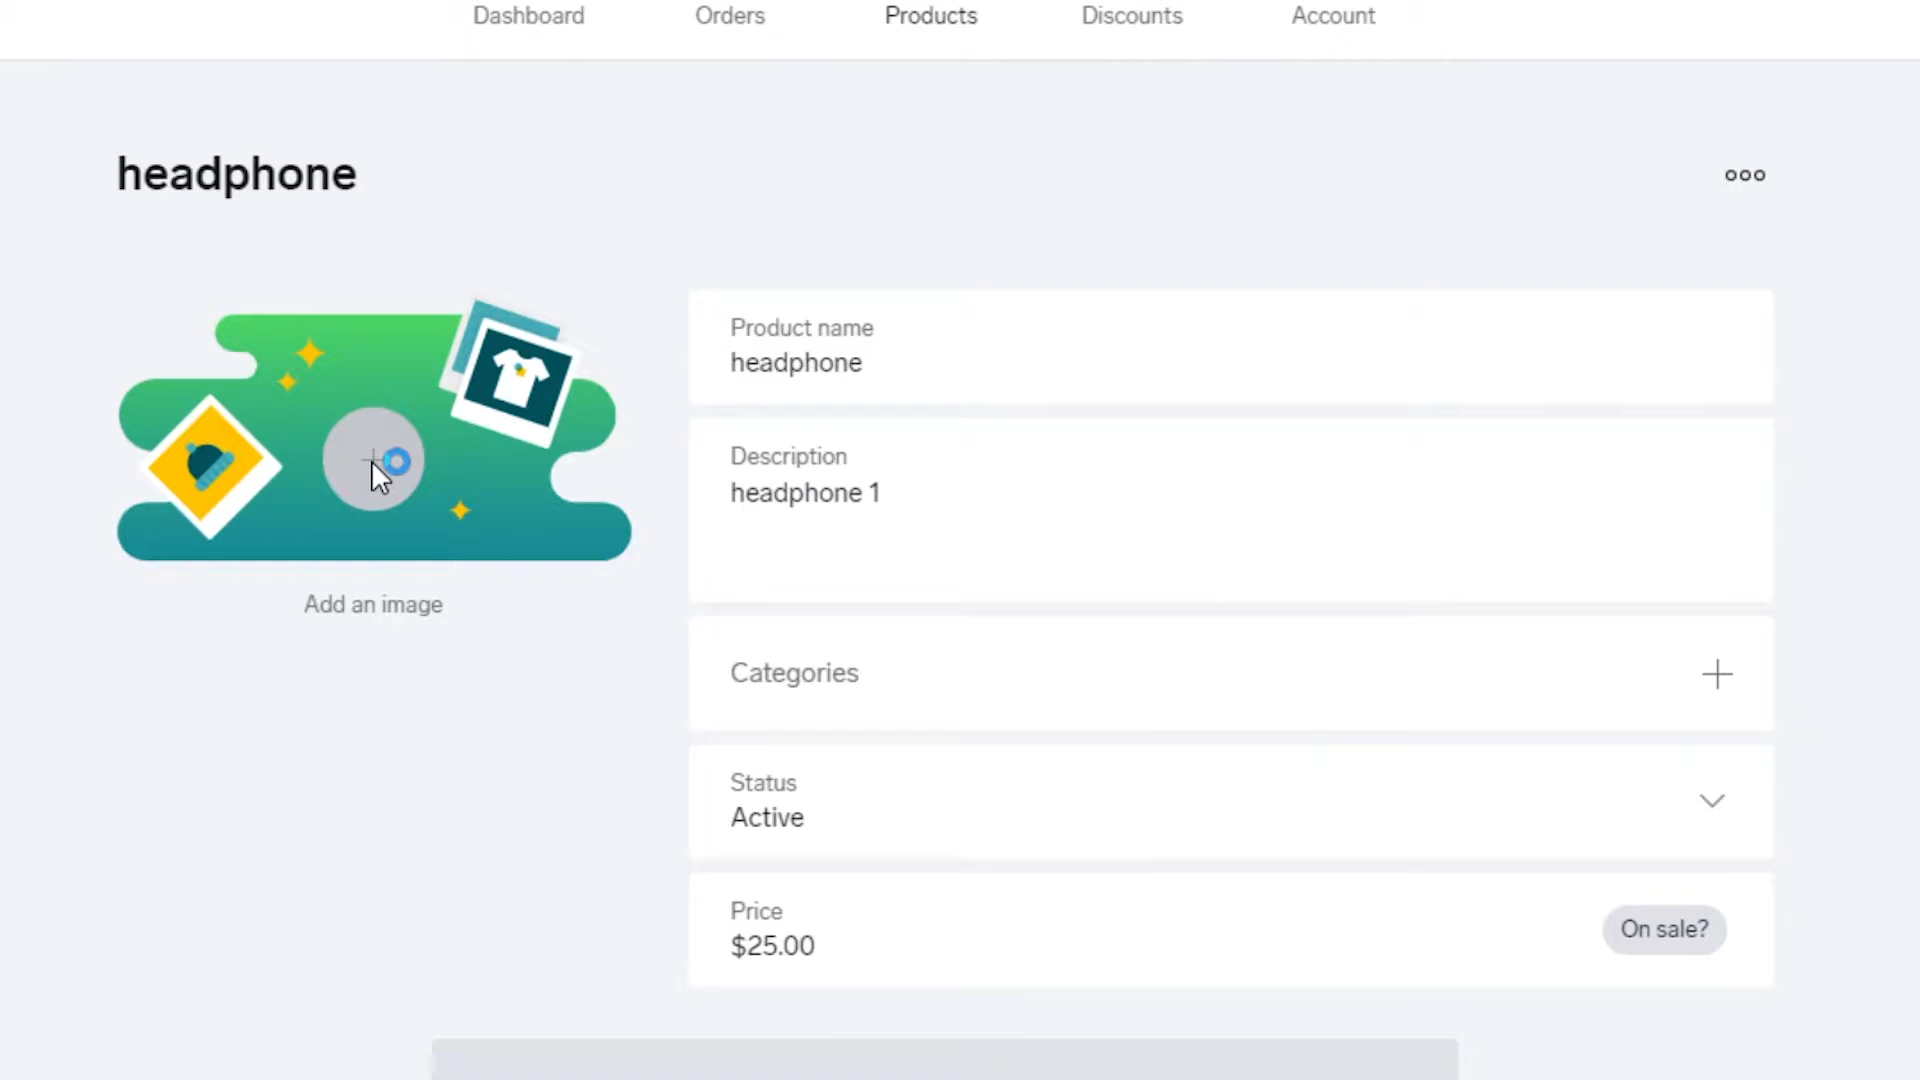 Dashboard
Orders
Products
Discounts
Account
headphone
Add an image
Product name
headphone
Description
headphone 1
Categories
Status
Active
Price
$25.00
On sale?